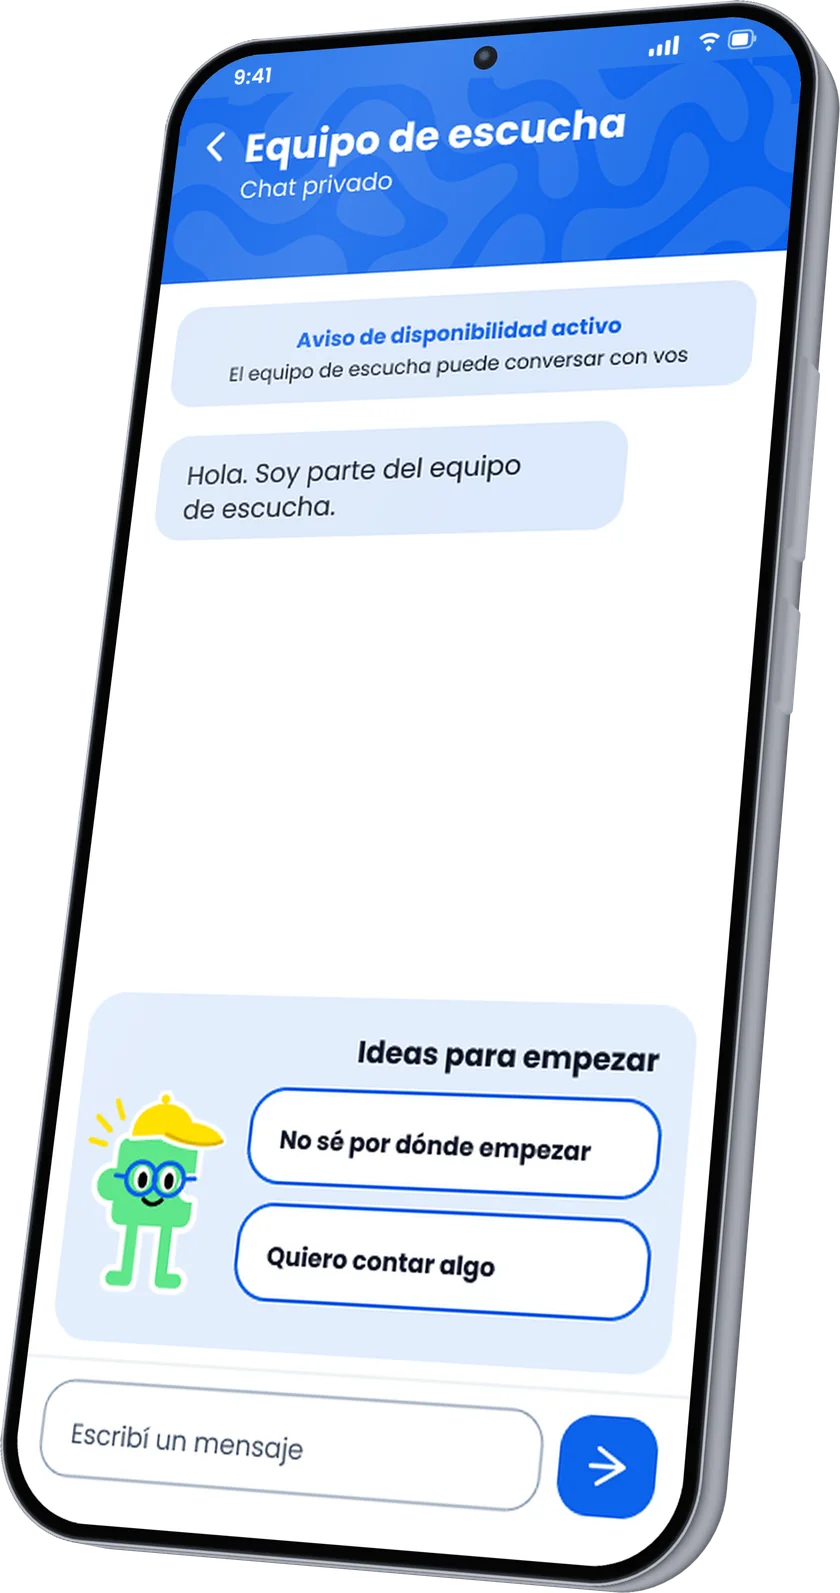 9:41
Equipo de escucha
Chat privado
Aviso de disponibilidad activo
El equipo de escucha puede conversar con vos
Hola. Soy parte del equipo
de escucha.
Ideas para empezar
No sé por dónde empezar
Quiero contar algo
Escribí un mensaje